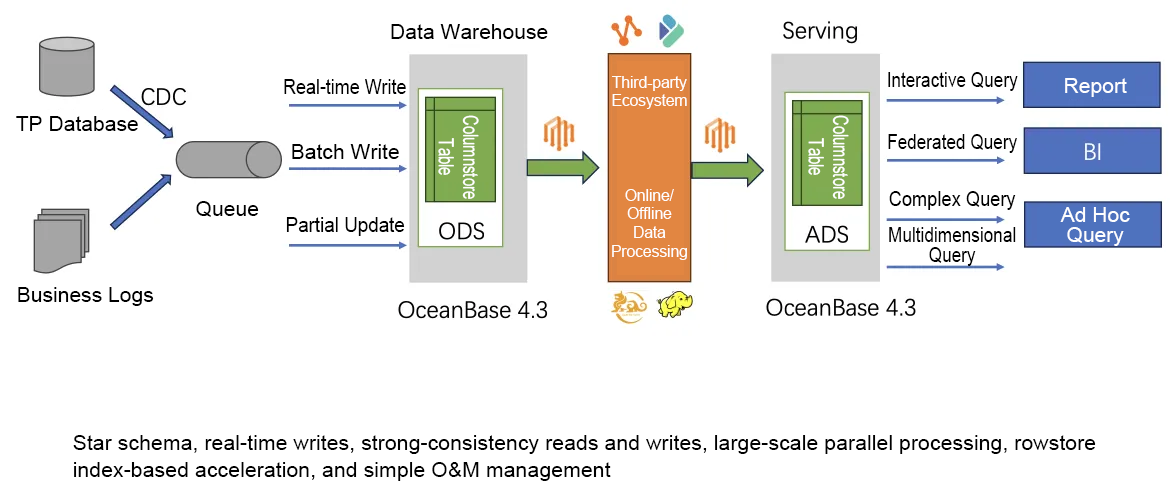 Data Warehouse
Serving
TP Database
CDC
Business Logs
Queue
Real-time Write
Batch Write
Partial Update
Columnstore
Table
ODS
OceanBase 4.3
Third-party
Ecosystem
Online/
Offline
Data
Processing
Columnstore
Table
ADS
OceanBase 4.3
Interactive Query
Federated Query
Complex Query
Multidimensional
Query
Report
BI
Ad Hoc
Query
Star schema, real-time writes, strong-consistency reads and writes, large-scale parallel processing, rowstore
index-based acceleration, and simple O&M management